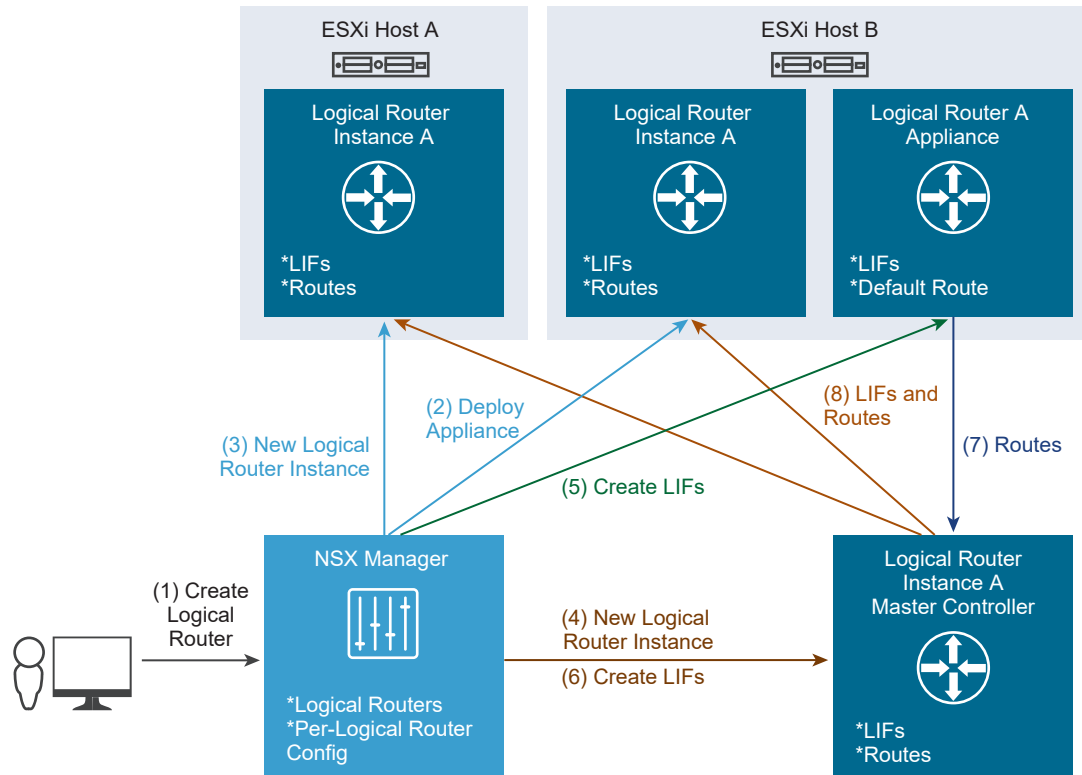 ESXi Host A
ESXi Host B
Logical Router
Instance A
*LIFs
*Routes
Logical Router
Instance A
*LIFs
*Routes
Logical Router A
Appliance
*LIFs
*Default Route
(2) Deploy
Appliance
(3) New Logical
Router Instance
(5) Create LIFs
(8) LIFs and
Routes
(7) Routes
(1) Create
Logical
Router
NSX Manager
*Logical Routers
*Per-Logical Router
Config
(4) New Logical
Router Instance
(6) Create LIFs
Logical Router
Instance A
Master Controller
*LIFs
*Routes